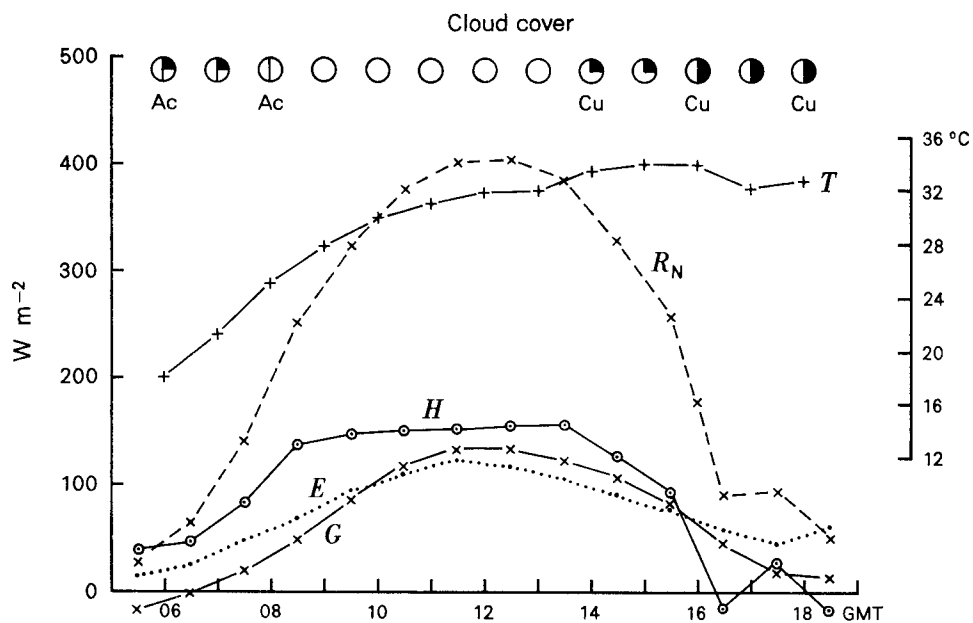 Cloud cover
500
Ac Ac Cu Cu Cu
36 °C
400
T
32
R_N
28
300
24
W m⁻²
20
200
16
H
12
100
E
G
0
06 08 10 12 14 16 18 GMT